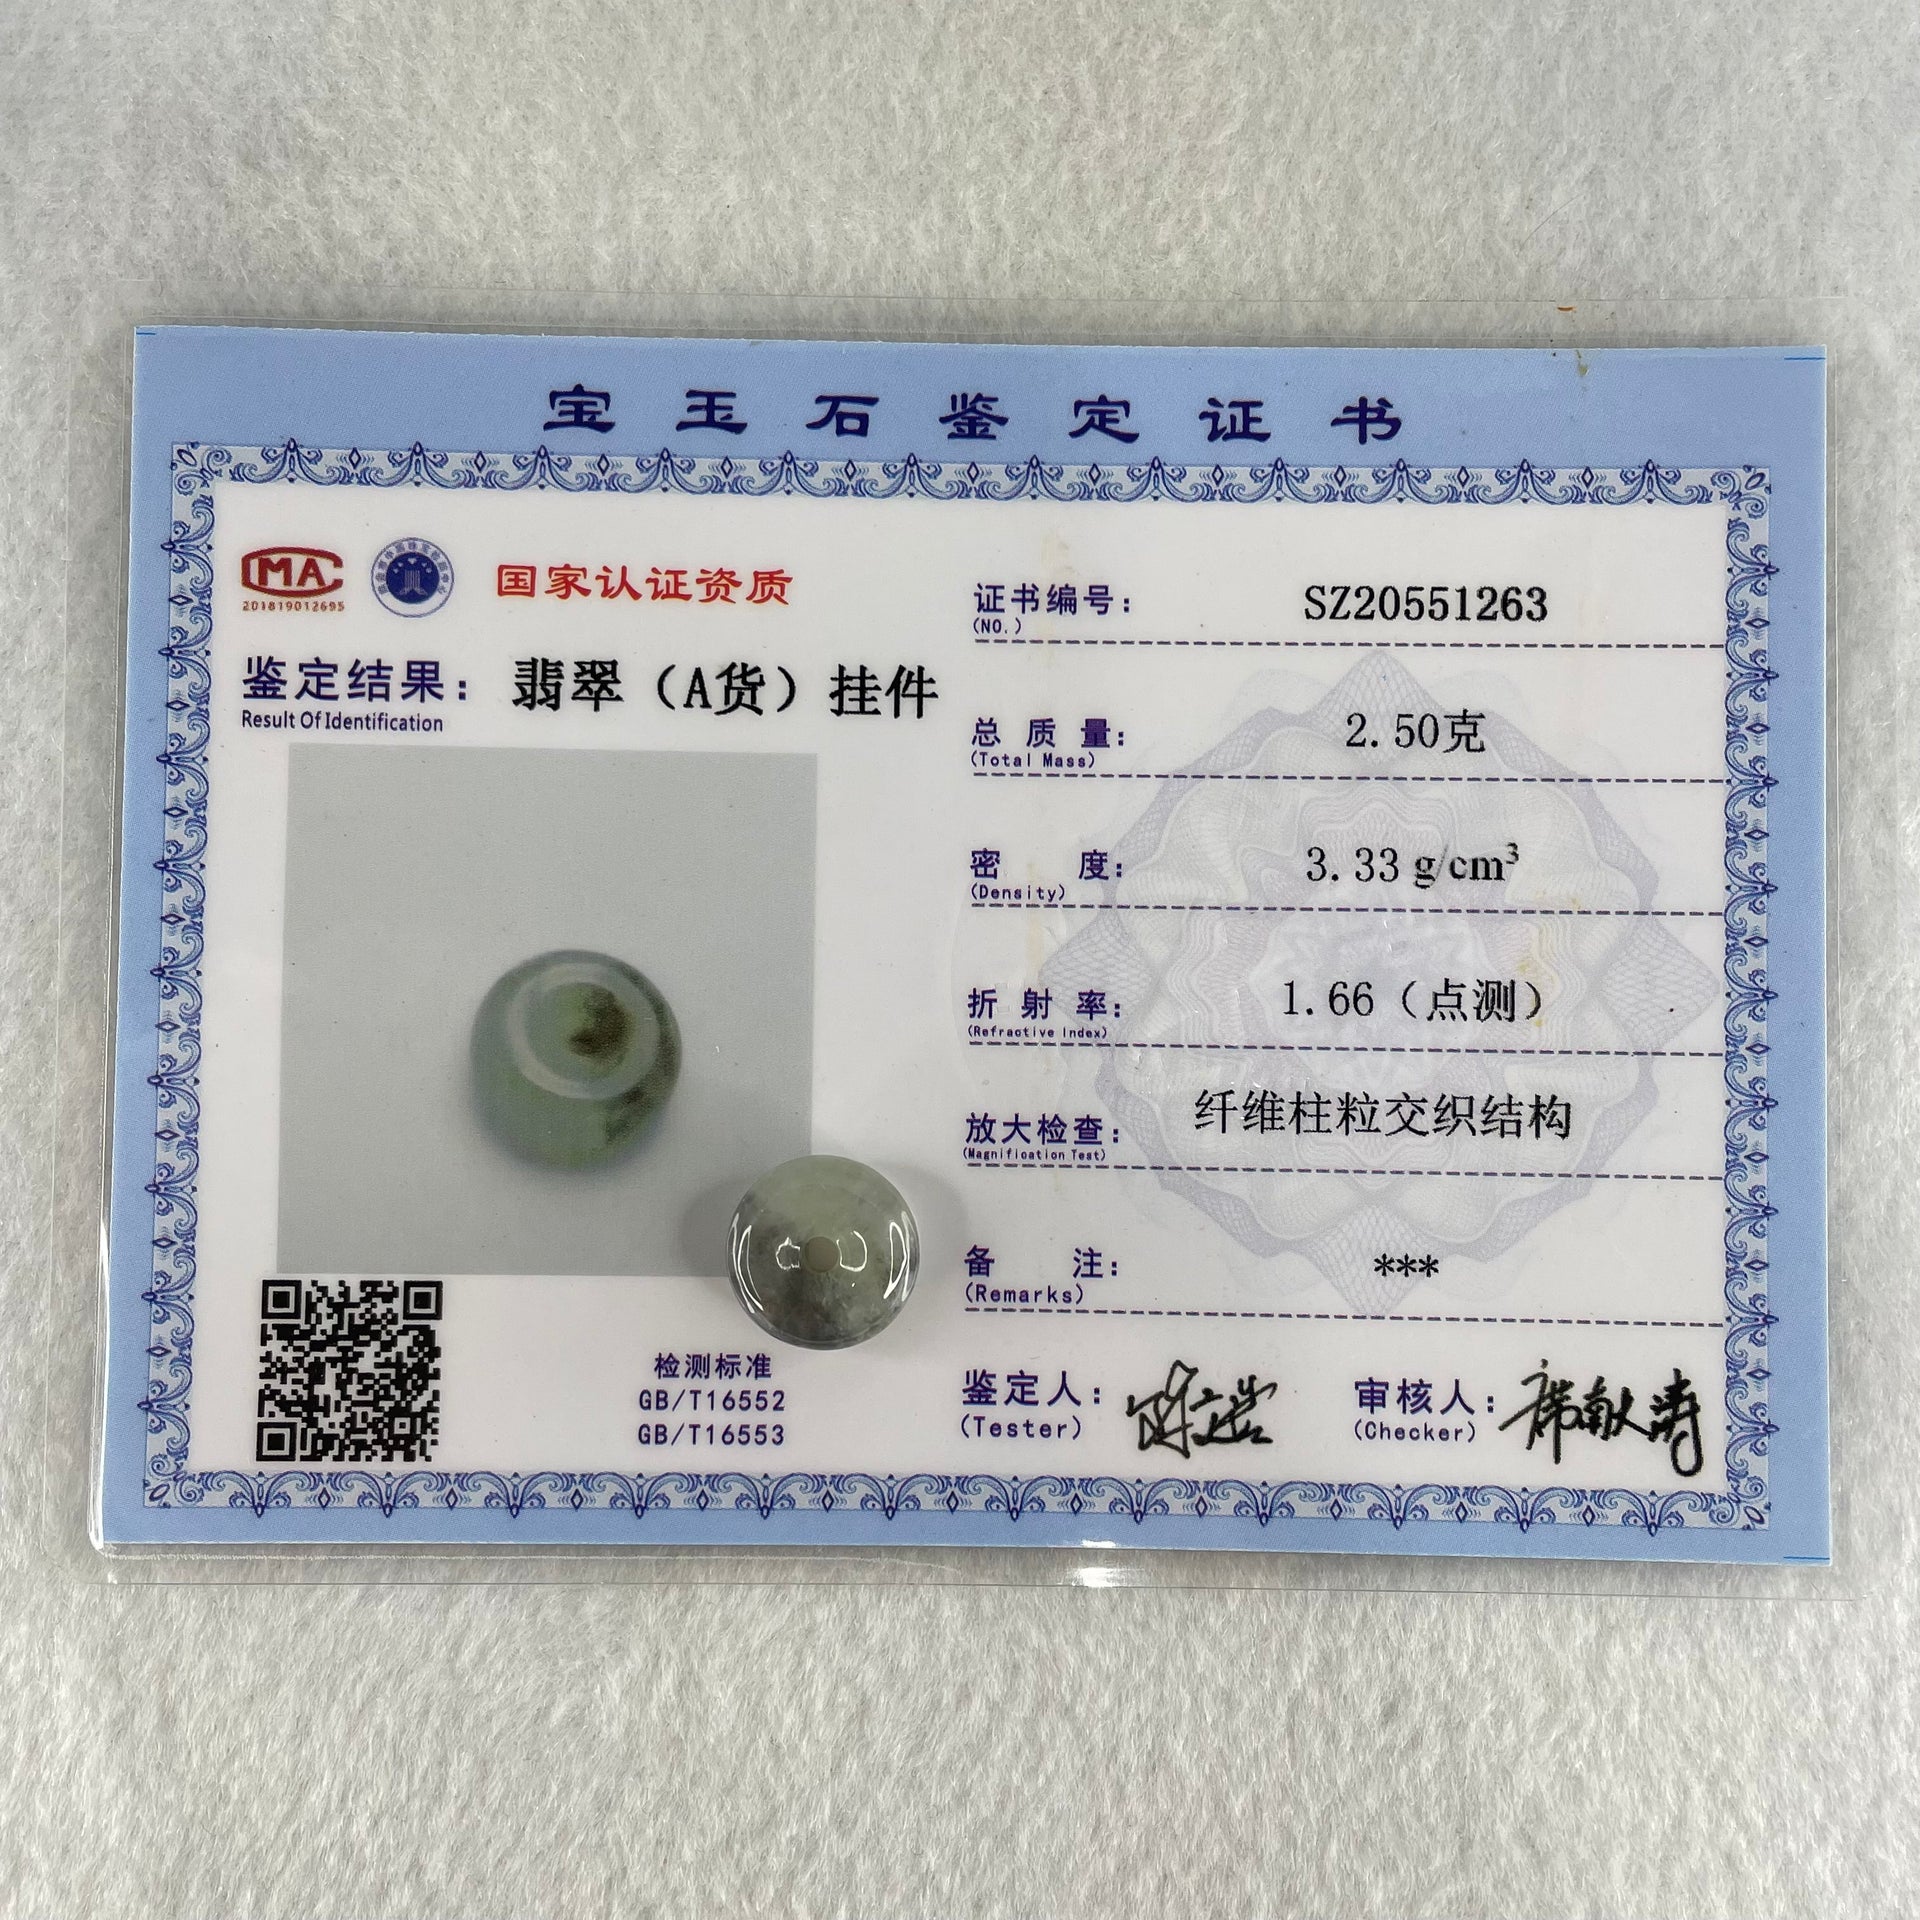 宝玉石鉴定证书
CMA
201819012695
国家认证资质
鉴定结果：翡翠（A货）挂件
Result Of Identification
检测标准
GB/T16552
GB/T16553
证书编号： SZ20551263
(NO.)
总质量： 2.50克
(Total Mass)
密度： 3.33 g/cm³
(Density)
折射率： 1.66（点测）
(Refractive Index)
放大检查： 纤维柱粒交织结构
(Magnification Test)
备注： ***
(Remarks)
鉴定人：
(Tester)
审核人：
(Checker)